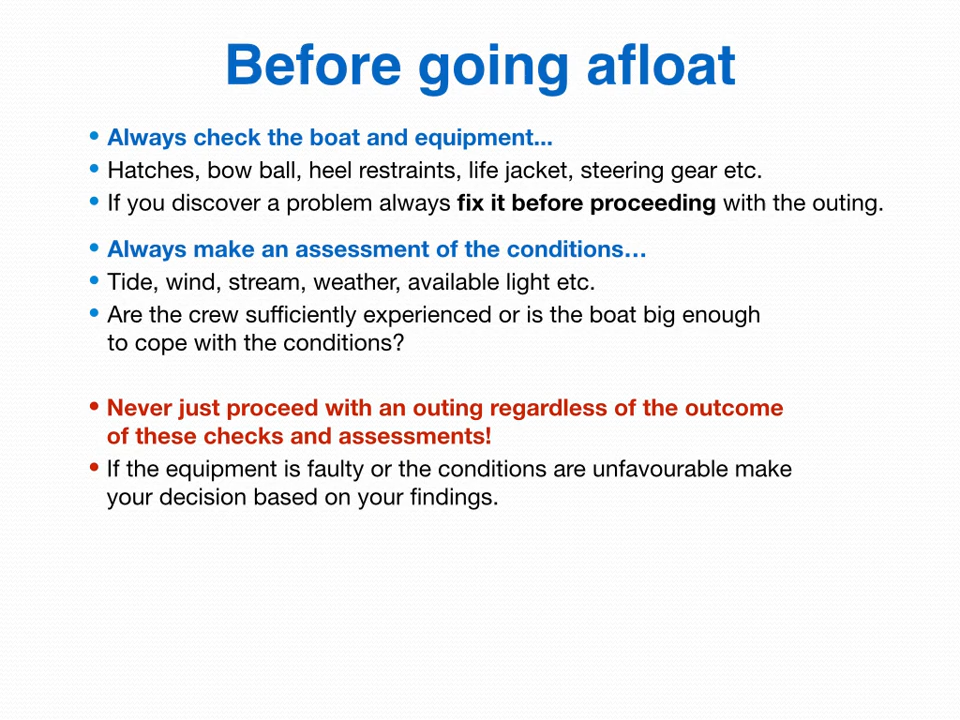 Before going afloat
• Always check the boat and equipment...
• Hatches, bow ball, heel restraints, life jacket, steering gear etc.
• If you discover a problem always fix it before proceeding with the outing.
• Always make an assessment of the conditions…
• Tide, wind, stream, weather, available light etc.
• Are the crew sufficiently experienced or is the boat big enough
to cope with the conditions?
• Never just proceed with an outing regardless of the outcome
of these checks and assessments!
• If the equipment is faulty or the conditions are unfavourable make
your decision based on your findings.